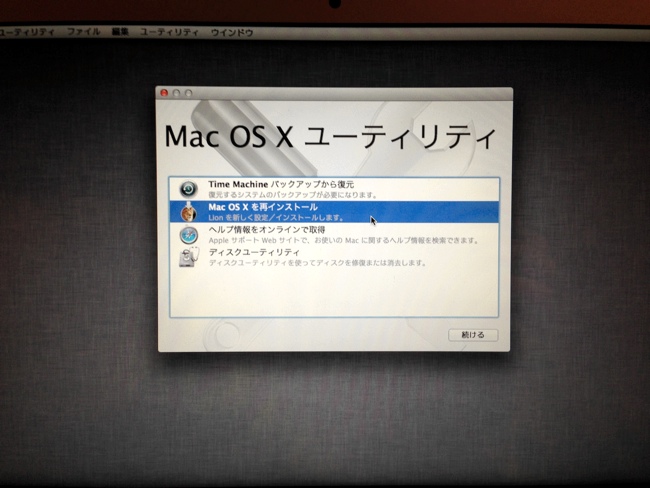 ユーティリティ ファイル 編集 ユーティリティ ウインドウ
Mac OS X ユーティリティ
Time Machine バックアップから復元
復元するシステムのバックアップが必要になります。
Mac OS X を再インストール
Lion を新しく設定／インストールします。
ヘルプ情報をオンラインで取得
Apple サポート Web サイトで、お使いの Mac に関するヘルプ情報を検索できます。
ディスクユーティリティ
ディスクユーティリティを使ってディスクを修復または消去します。
続ける